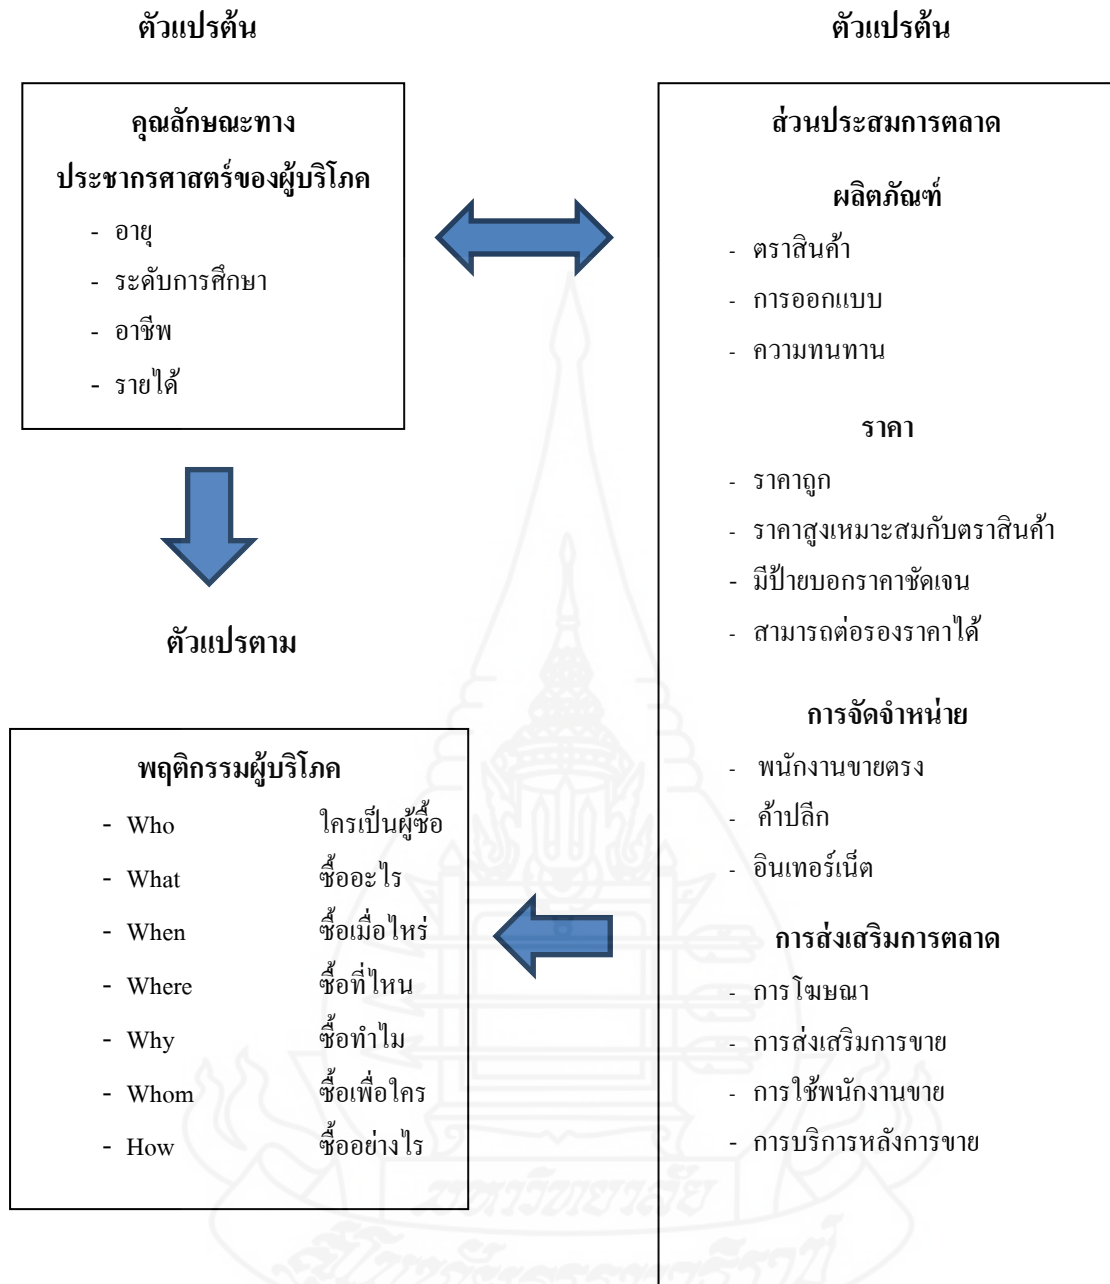 ตัวแปรต้น
คุณลักษณะทาง
ประชากรศาสตร์ของผู้บริโภค
- อายุ
- ระดับการศึกษา
- อาชีพ
- รายได้
ตัวแปรตาม
พฤติกรรมผู้บริโภค
- Who ใครเป็นผู้ซื้อ
- What ซื้ออะไร
- When ซื้อเมื่อไหร่
- Where ซื้อที่ไหน
- Why ซื้อทำไม
- Whom ซื้อเพื่อใคร
- How ซื้ออย่างไร
ตัวแปรต้น
ส่วนประสมการตลาด
ผลิตภัณฑ์
- ตราสินค้า
- การออกแบบ
- ความทนทาน
ราคา
- ราคาถูก
- ราคาสูงเหมาะสมกับตราสินค้า
- มีป้ายบอกราคาชัดเจน
- สามารถต่อรองราคาได้
การจัดจำหน่าย
- พนักงานขายตรง
- ค้าปลีก
- อินเทอร์เน็ต
การส่งเสริมการตลาด
- การโฆษณา
- การส่งเสริมการขาย
- การใช้พนักงานขาย
- การบริการหลังการขาย
มหาวิทยาลัย